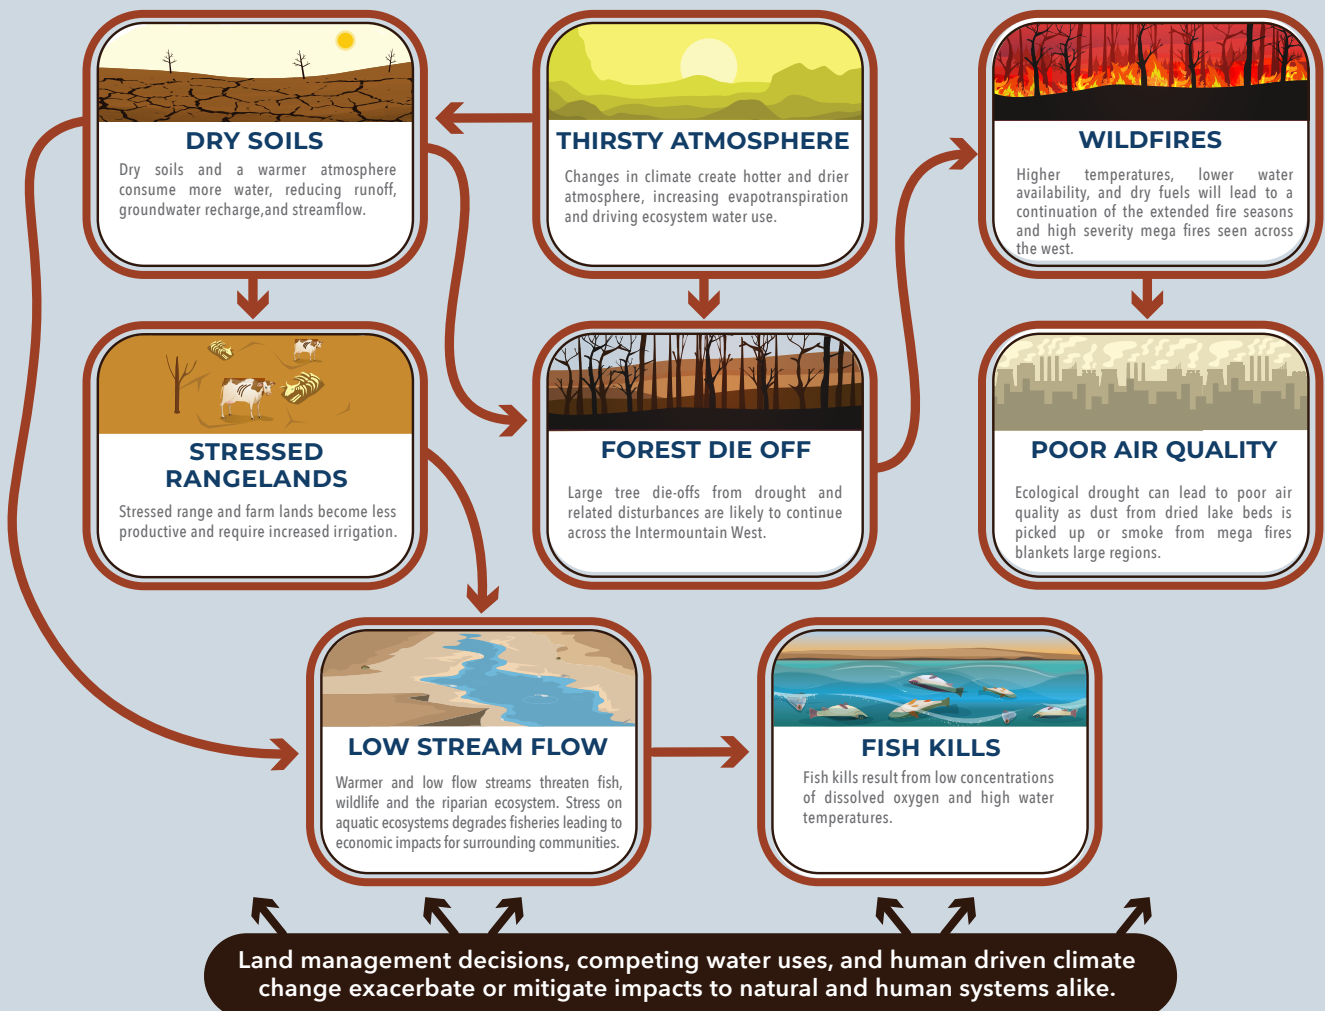 DRY SOILS
Dry soils and a warmer atmosphere
consume more water, reducing runoff,
groundwater recharge,and streamflow.
THIRSTY ATMOSPHERE
Changes in climate create hotter and drier
atmosphere, increasing evapotranspiration
and driving ecosystem water use.
WILDFIRES
Higher temperatures, lower water
availability, and dry fuels will lead to a
continuation of the extended fire seasons
and high severity mega fires seen across
the west.
STRESSED
RANGELANDS
Stressed range and farm lands become less
productive and require increased irrigation.
FOREST DIE OFF
Large tree die-offs from drought and
related disturbances are likely to continue
across the Intermountain West.
POOR AIR QUALITY
Ecological drought can lead to poor air
quality as dust from dried lake beds is
picked up or smoke from mega fires
blankets large regions.
LOW STREAM FLOW
Warmer and low flow streams threaten fish,
wildlife and the riparian ecosystem. Stress on
aquatic ecosystems degrades fisheries leading to
economic impacts for surrounding communities.
FISH KILLS
Fish kills result from low concentrations
of dissolved oxygen and high water
temperatures.
Land management decisions, competing water uses, and human driven climate
change exacerbate or mitigate impacts to natural and human systems alike.